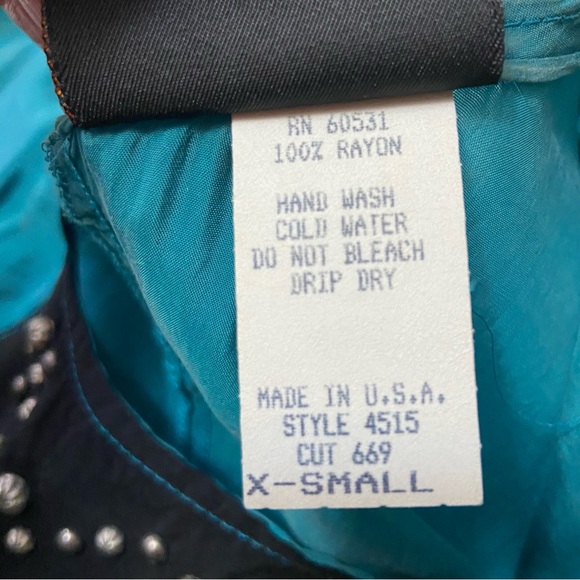 RN 60531
100% RAYON
HAND WASH
COLD WATER
DO NOT BLEACH
DRIP DRY
MADE IN U.S.A.
STYLE 4515
CUT 669
X-SMALL